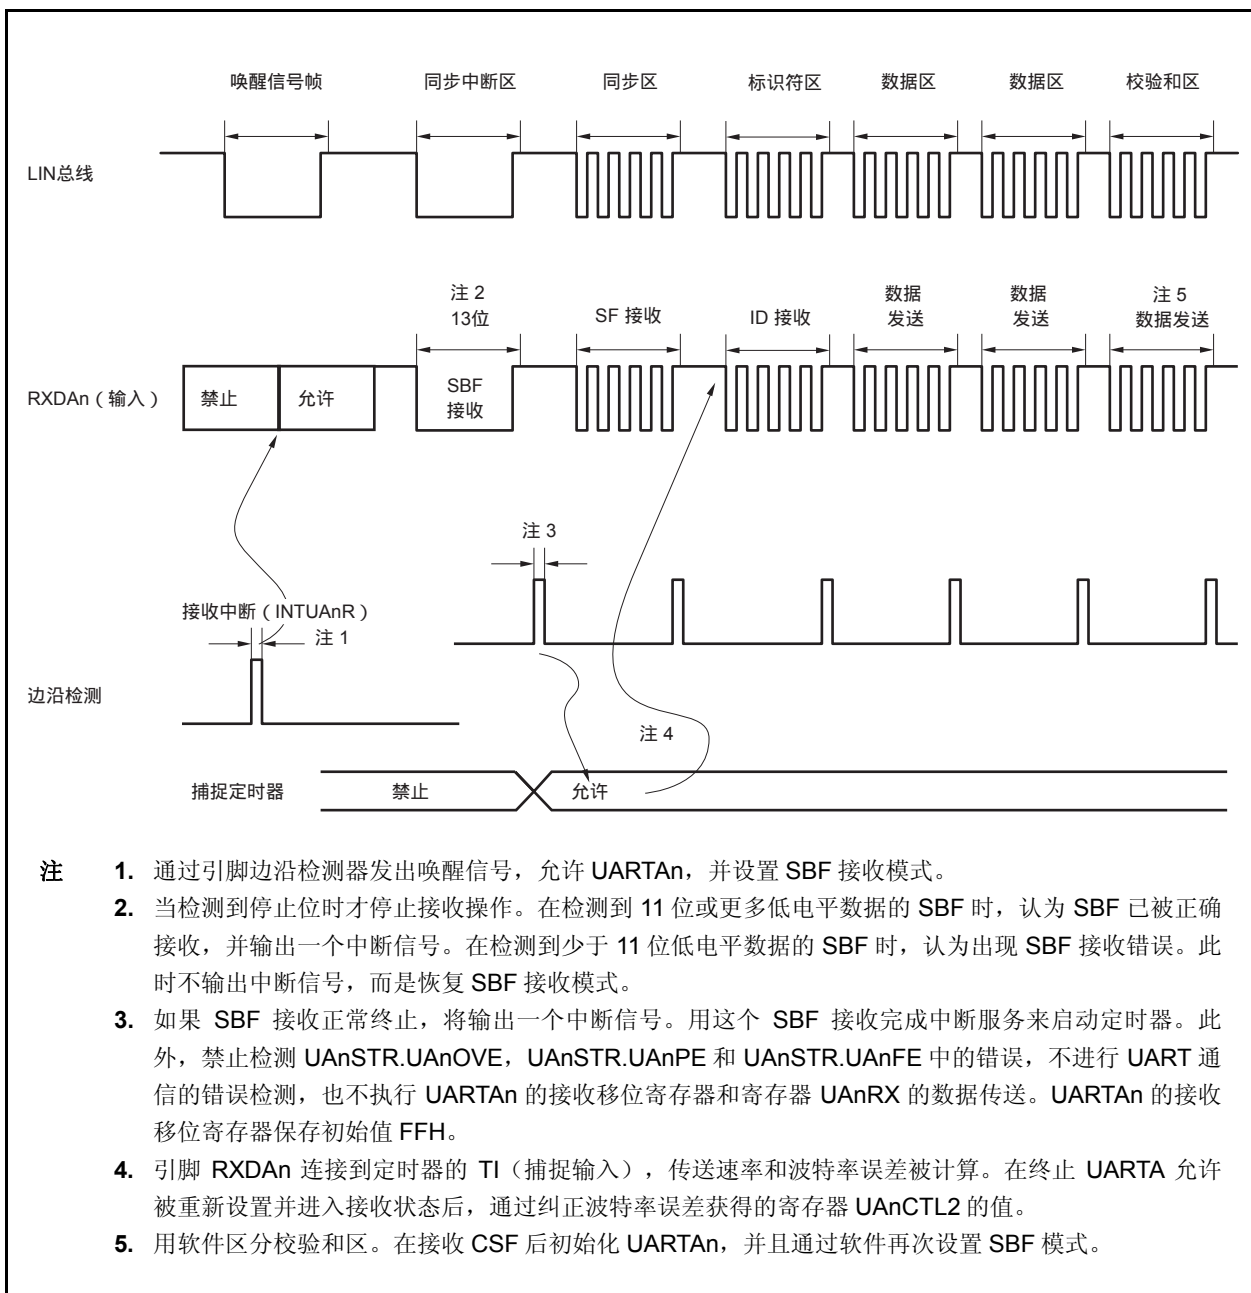 唤醒信号帧 同步中断区 同步区 标识符区 数据区 数据区 校验和区
LIN总线
注 2
13位
SF 接收
ID 接收
数据
发送
数据
发送
注 5
数据发送
RXDAn（输入）
禁止
允许
SBF
接收
注 3
接收中断（INTUAnR）
注 1
边沿检测
注 4
捕捉定时器
禁止
允许
注 1. 通过引脚边沿检测器发出唤醒信号，允许 UARTAn，并设置 SBF 接收模式。
2. 当检测到停止位时才停止接收操作。在检测到 11 位或更多低电平数据的 SBF 时，认为 SBF 已被正确
接收，并输出一个中断信号。在检测到少于 11 位低电平数据的 SBF 时，认为出现 SBF 接收错误。此
时不输出中断信号，而是恢复 SBF 接收模式。
3. 如果 SBF 接收正常终止，将输出一个中断信号。用这个 SBF 接收完成中断服务来启动定时器。此
外，禁止检测 UAnSTR.UAnOVE，UAnSTR.UAnPE 和 UAnSTR.UAnFE 中的错误，不进行 UART 通
信的错误检测，也不执行 UARTAn 的接收移位寄存器和寄存器 UAnRX 的数据传送。UARTAn 的接收
移位寄存器保存初始值 FFH。
4. 引脚 RXDAn 连接到定时器的 TI（捕捉输入），传送速率和波特率误差被计算。在终止 UARTA 允许
被重新设置并进入接收状态后，通过纠正波特率误差获得的寄存器 UAnCTL2 的值。
5. 用软件区分校验和区。在接收 CSF 后初始化 UARTAn，并且通过软件再次设置 SBF 模式。